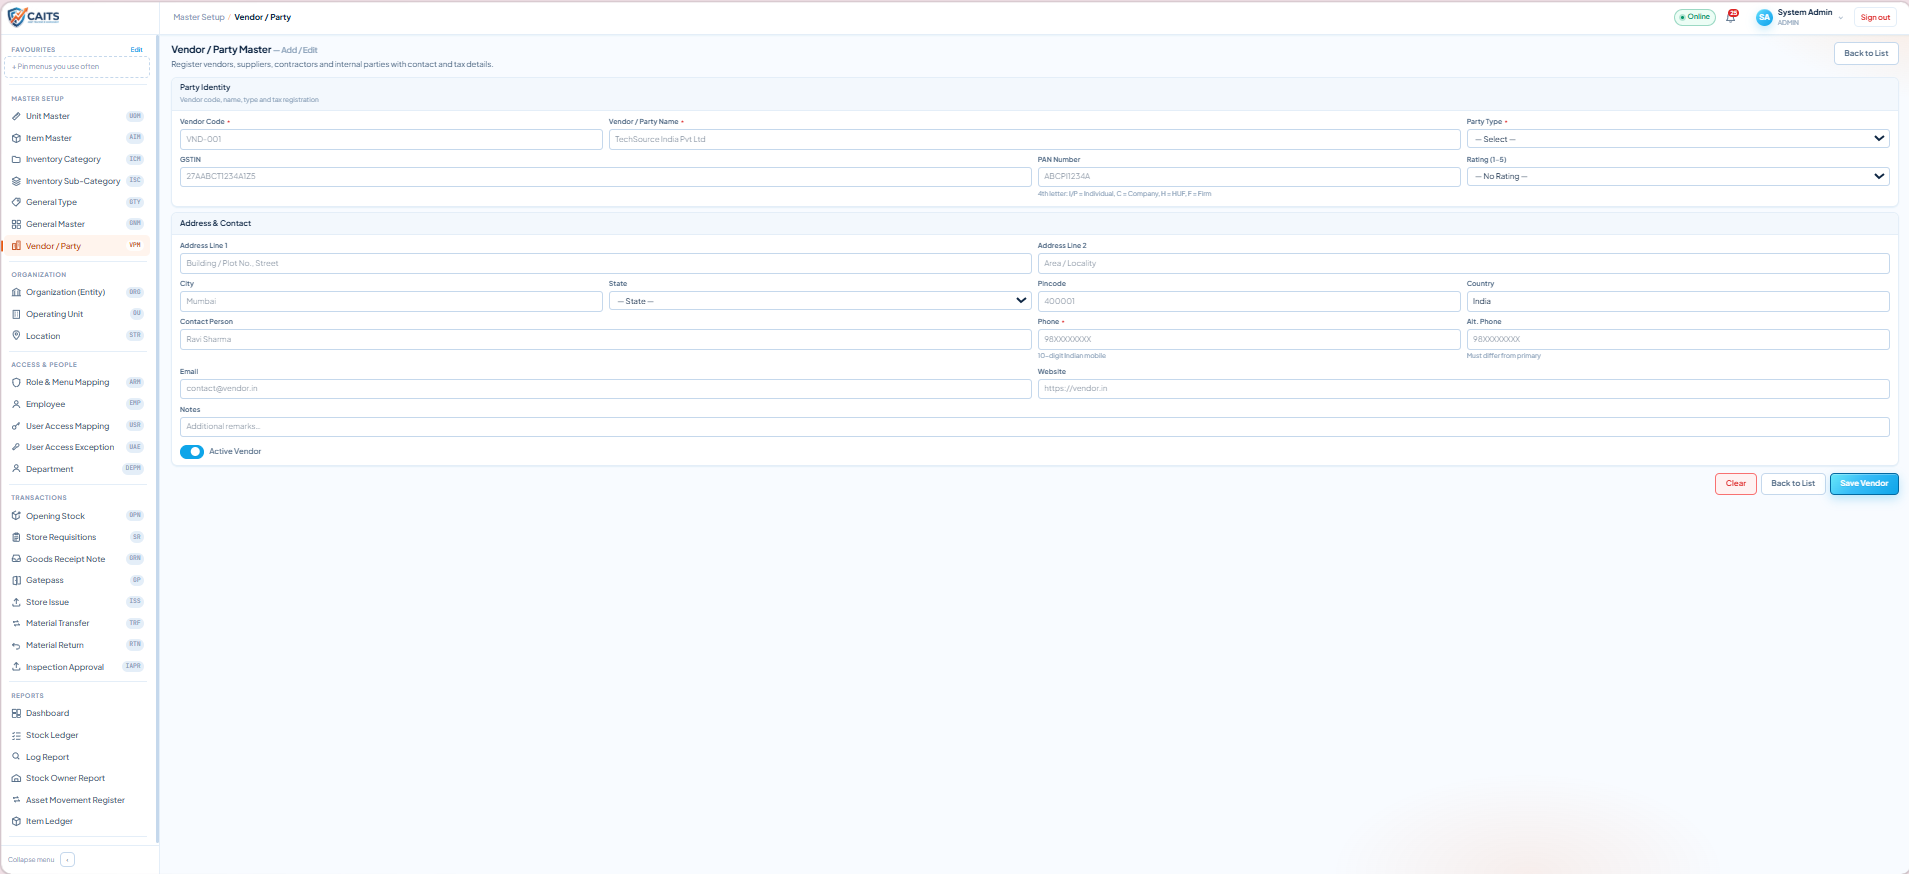 CAITS
Master Setup / Vendor / Party
Online
25
SA
System Admin
ADMIN
Sign out
FAVOURITES
Edit
+ Pin menus you use often
MASTER SETUP
Unit Master UOM
Item Master AIM
Inventory Category ICM
Inventory Sub-Category ISC
General Type GTY
General Master GNM
Vendor / Party VPM
ORGANIZATION
Organization (Entity) ORG
Operating Unit OU
Location STR
ACCESS & PEOPLE
Role & Menu Mapping ARM
Employee EMP
User Access Mapping USR
User Access Exception UAE
Department DEPM
TRANSACTIONS
Opening Stock OPN
Store Requisitions SR
Goods Receipt Note GRN
Gatepass GP
Store Issue ISS
Material Transfer TRF
Material Return RTN
Inspection Approval IAPR
REPORTS
Dashboard
Stock Ledger
Log Report
Stock Owner Report
Asset Movement Register
Item Ledger
Collapse menu
Vendor / Party Master — Add / Edit
Register vendors, suppliers, contractors and internal parties with contact and tax details.
Back to List
Party Identity
Vendor code, name, type and tax registration
Vendor Code •
VND-001
Vendor / Party Name •
TechSource India Pvt Ltd
Party Type •
— Select —
GSTIN
27AABCT1234A1Z5
PAN Number
ABCPI1234A
4th letter: I/P = Individual, C = Company, H = HUF, F = Firm
Rating (1-5)
— No Rating —
Address & Contact
Address Line 1
Building / Plot No., Street
Address Line 2
Area / Locality
City
Mumbai
State
— State —
Pincode
400001
Country
India
Contact Person
Ravi Sharma
Phone •
98XXXXXXXX
10-digit Indian mobile
Alt. Phone
98XXXXXXXX
Must differ from primary
Email
contact@vendor.in
Website
https://vendor.in
Notes
Additional remarks...
Active Vendor
Clear
Back to List
Save Vendor